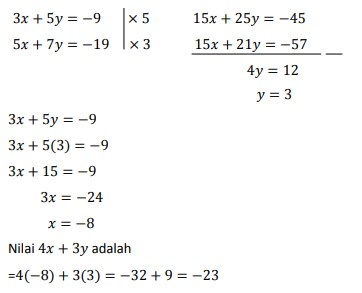 3x + 5y = −9 | × 5 15x + 25y = −45
5x + 7y = −19 | × 3 15x + 21y = −57 −
4y = 12
y = 3
3x + 5y = −9
3x + 5(3) = −9
3x + 15 = −9
3x = −24
x = −8
Nilai 4x + 3y adalah
=4(−8) + 3(3) = −32 + 9 = −23